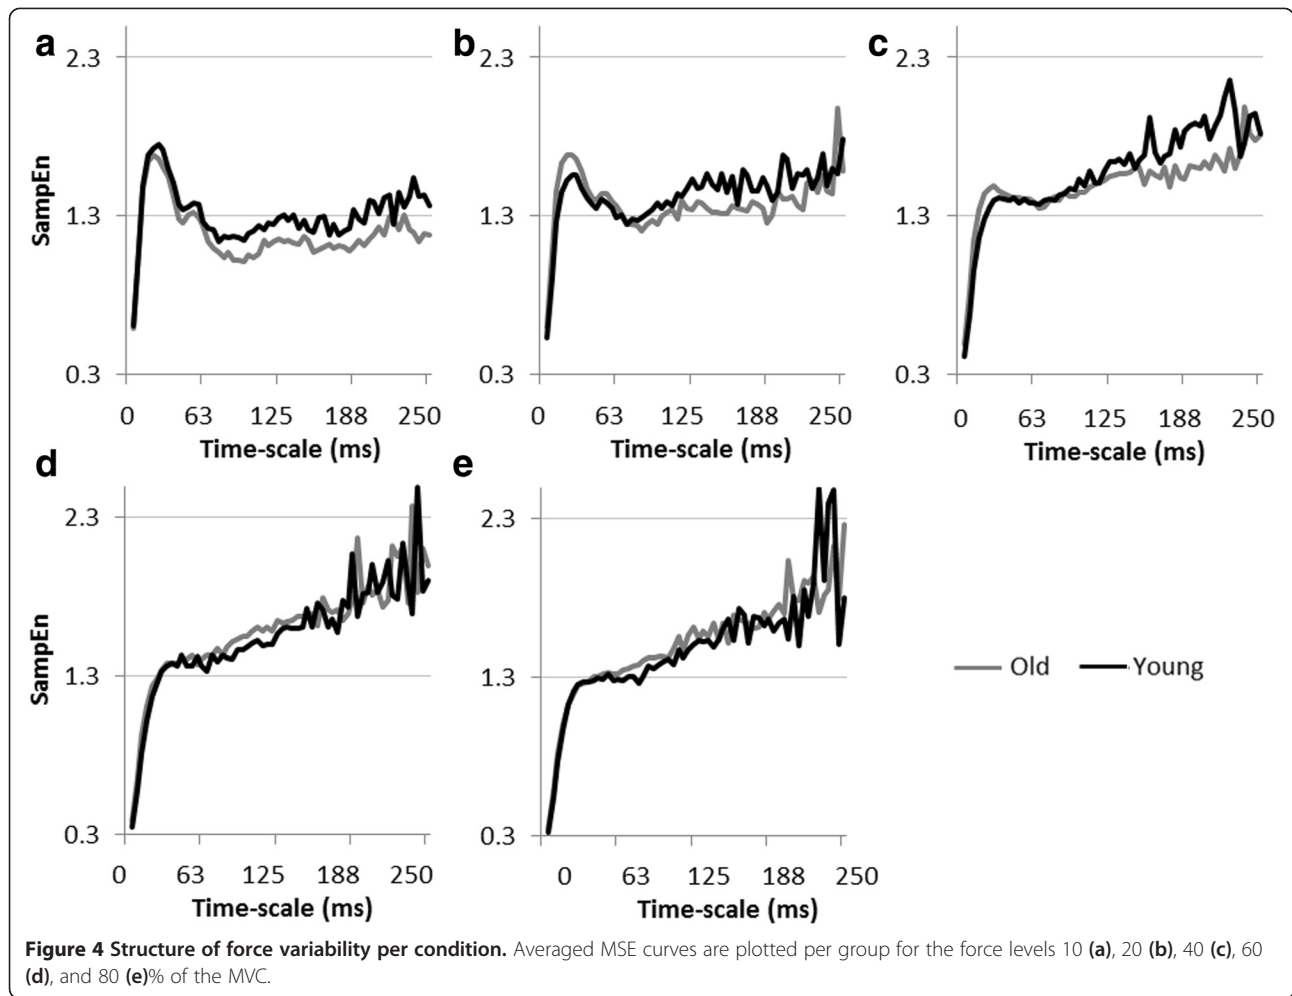 a
2.3
1.3
0.3
SampEn
0 63 125 188 250
Time-scale (ms)
b
2.3
1.3
0.3
0 63 125 188 250
Time-scale (ms)
c
2.3
1.3
0.3
0 63 125 188 250
Time-scale (ms)
d
2.3
1.3
0.3
SampEn
0 63 125 188 250
Time-scale (ms)
e
2.3
1.3
0.3
0 63 125 188 250
Time-scale (ms)
Old Young
Figure 4 Structure of force variability per condition. Averaged MSE curves are plotted per group for the force levels 10 (a), 20 (b), 40 (c), 60
(d), and 80 (e)% of the MVC.